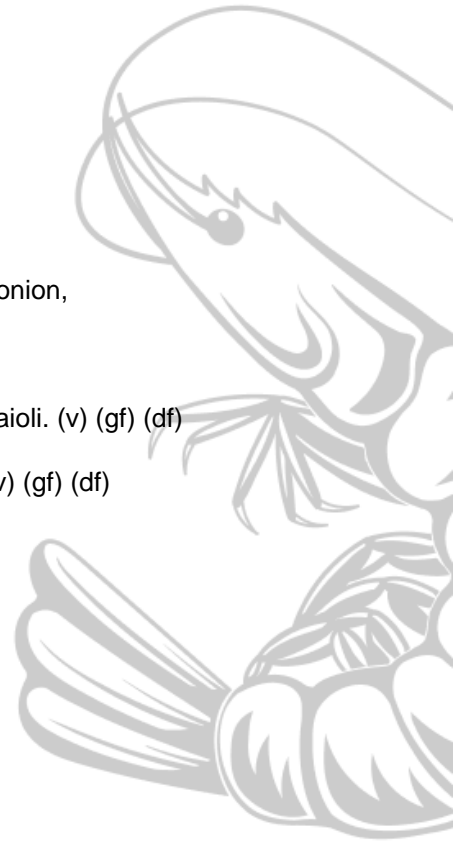 onion,
aioli. (v) (gf) (df)
v) (gf) (df)